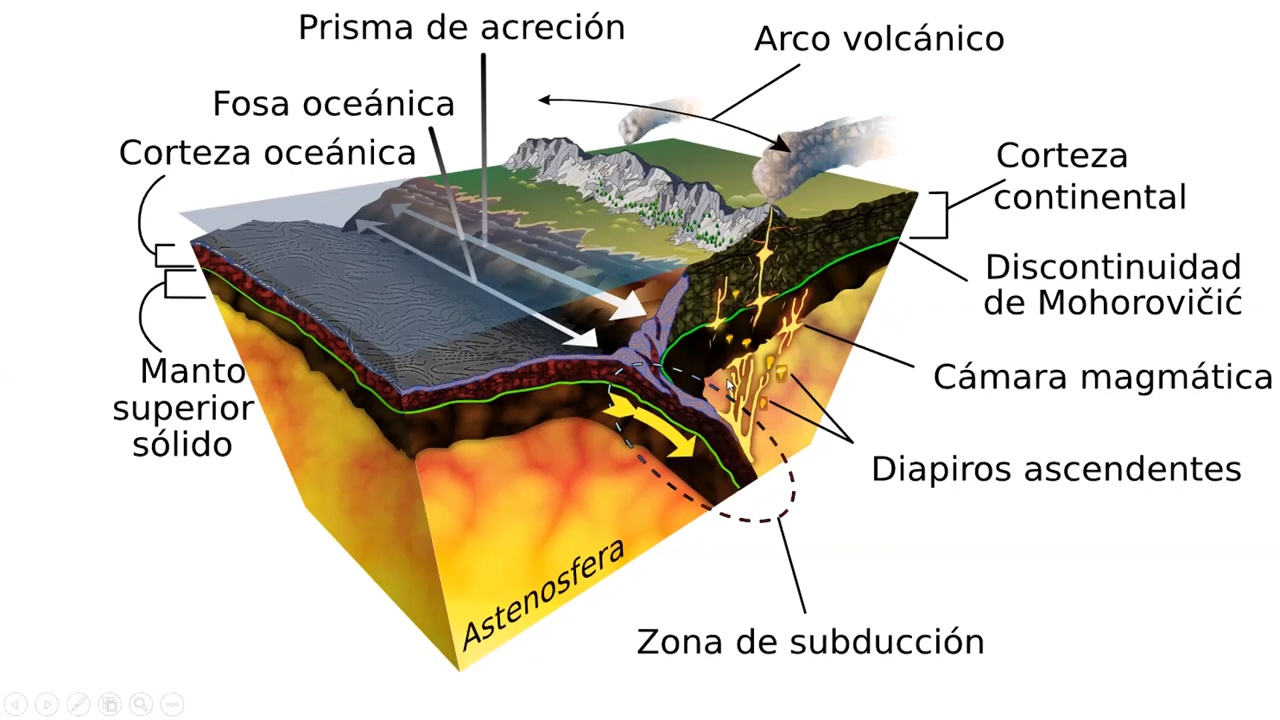 Prisma de acreción
Arco volcánico
Fosa oceánica
Corteza oceánica
Corteza
continental
Discontinuidad
de Mohorovičić
Manto
superior
sólido
Cámara magmática
Diapiros ascendentes
Astenosfera
Zona de subducción